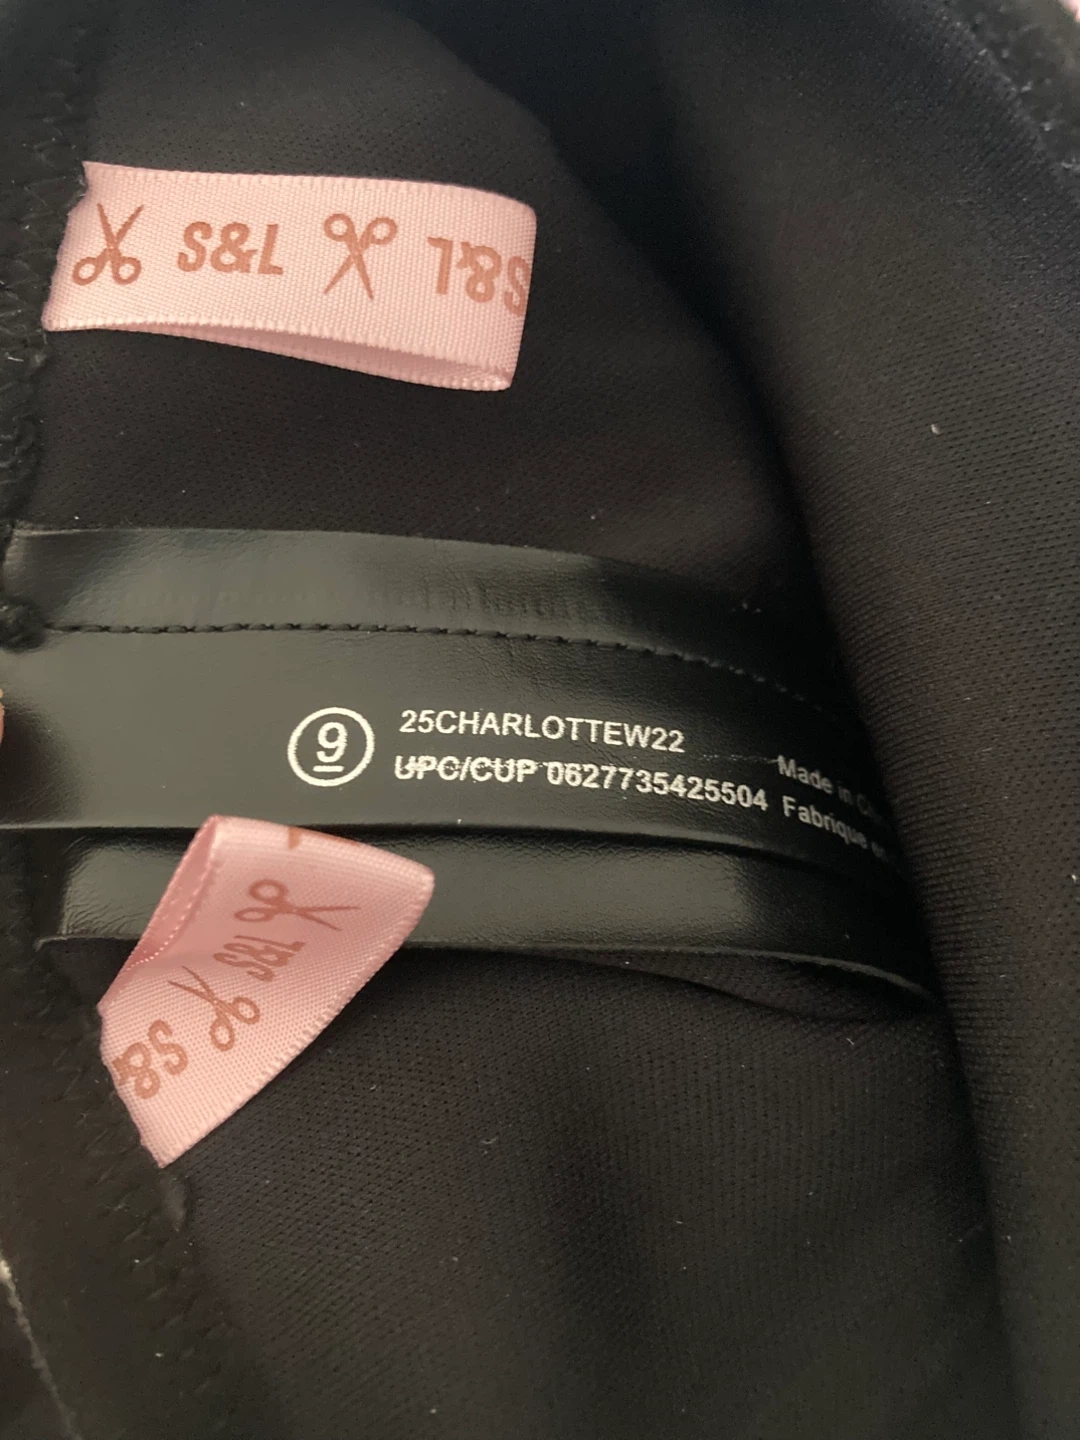 S&L S&L
9 25CHARLOTTEW22
UPC/CUP 0627735425504
Made in
Fabrique
S&L
S&